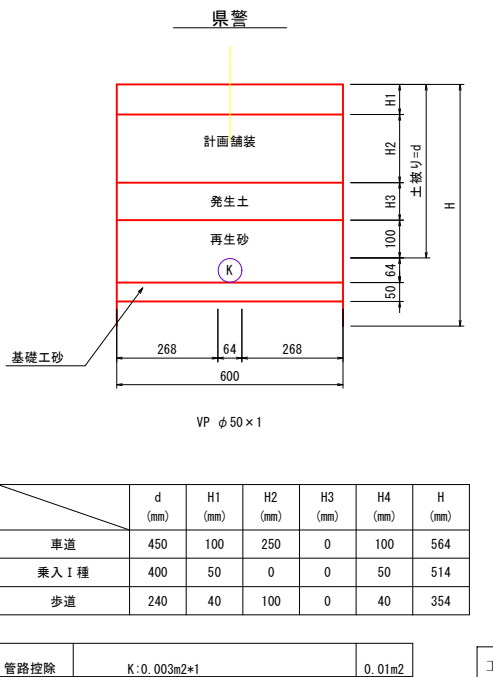 県警
計画舗装
発生土
再生砂
K
基礎工砂
H1
H2
H3
100
64
50
土被り=d
H
268
64
268
600
VP φ50×1
d H1 H2 H3 H4 H
(mm) (mm) (mm) (mm) (mm) (mm)
車道 450 100 250 0 100 564
乗入Ⅰ種 400 50 0 0 50 514
歩道 240 40 100 0 40 354
管路控除 K:0.003m2*1 0.01m2